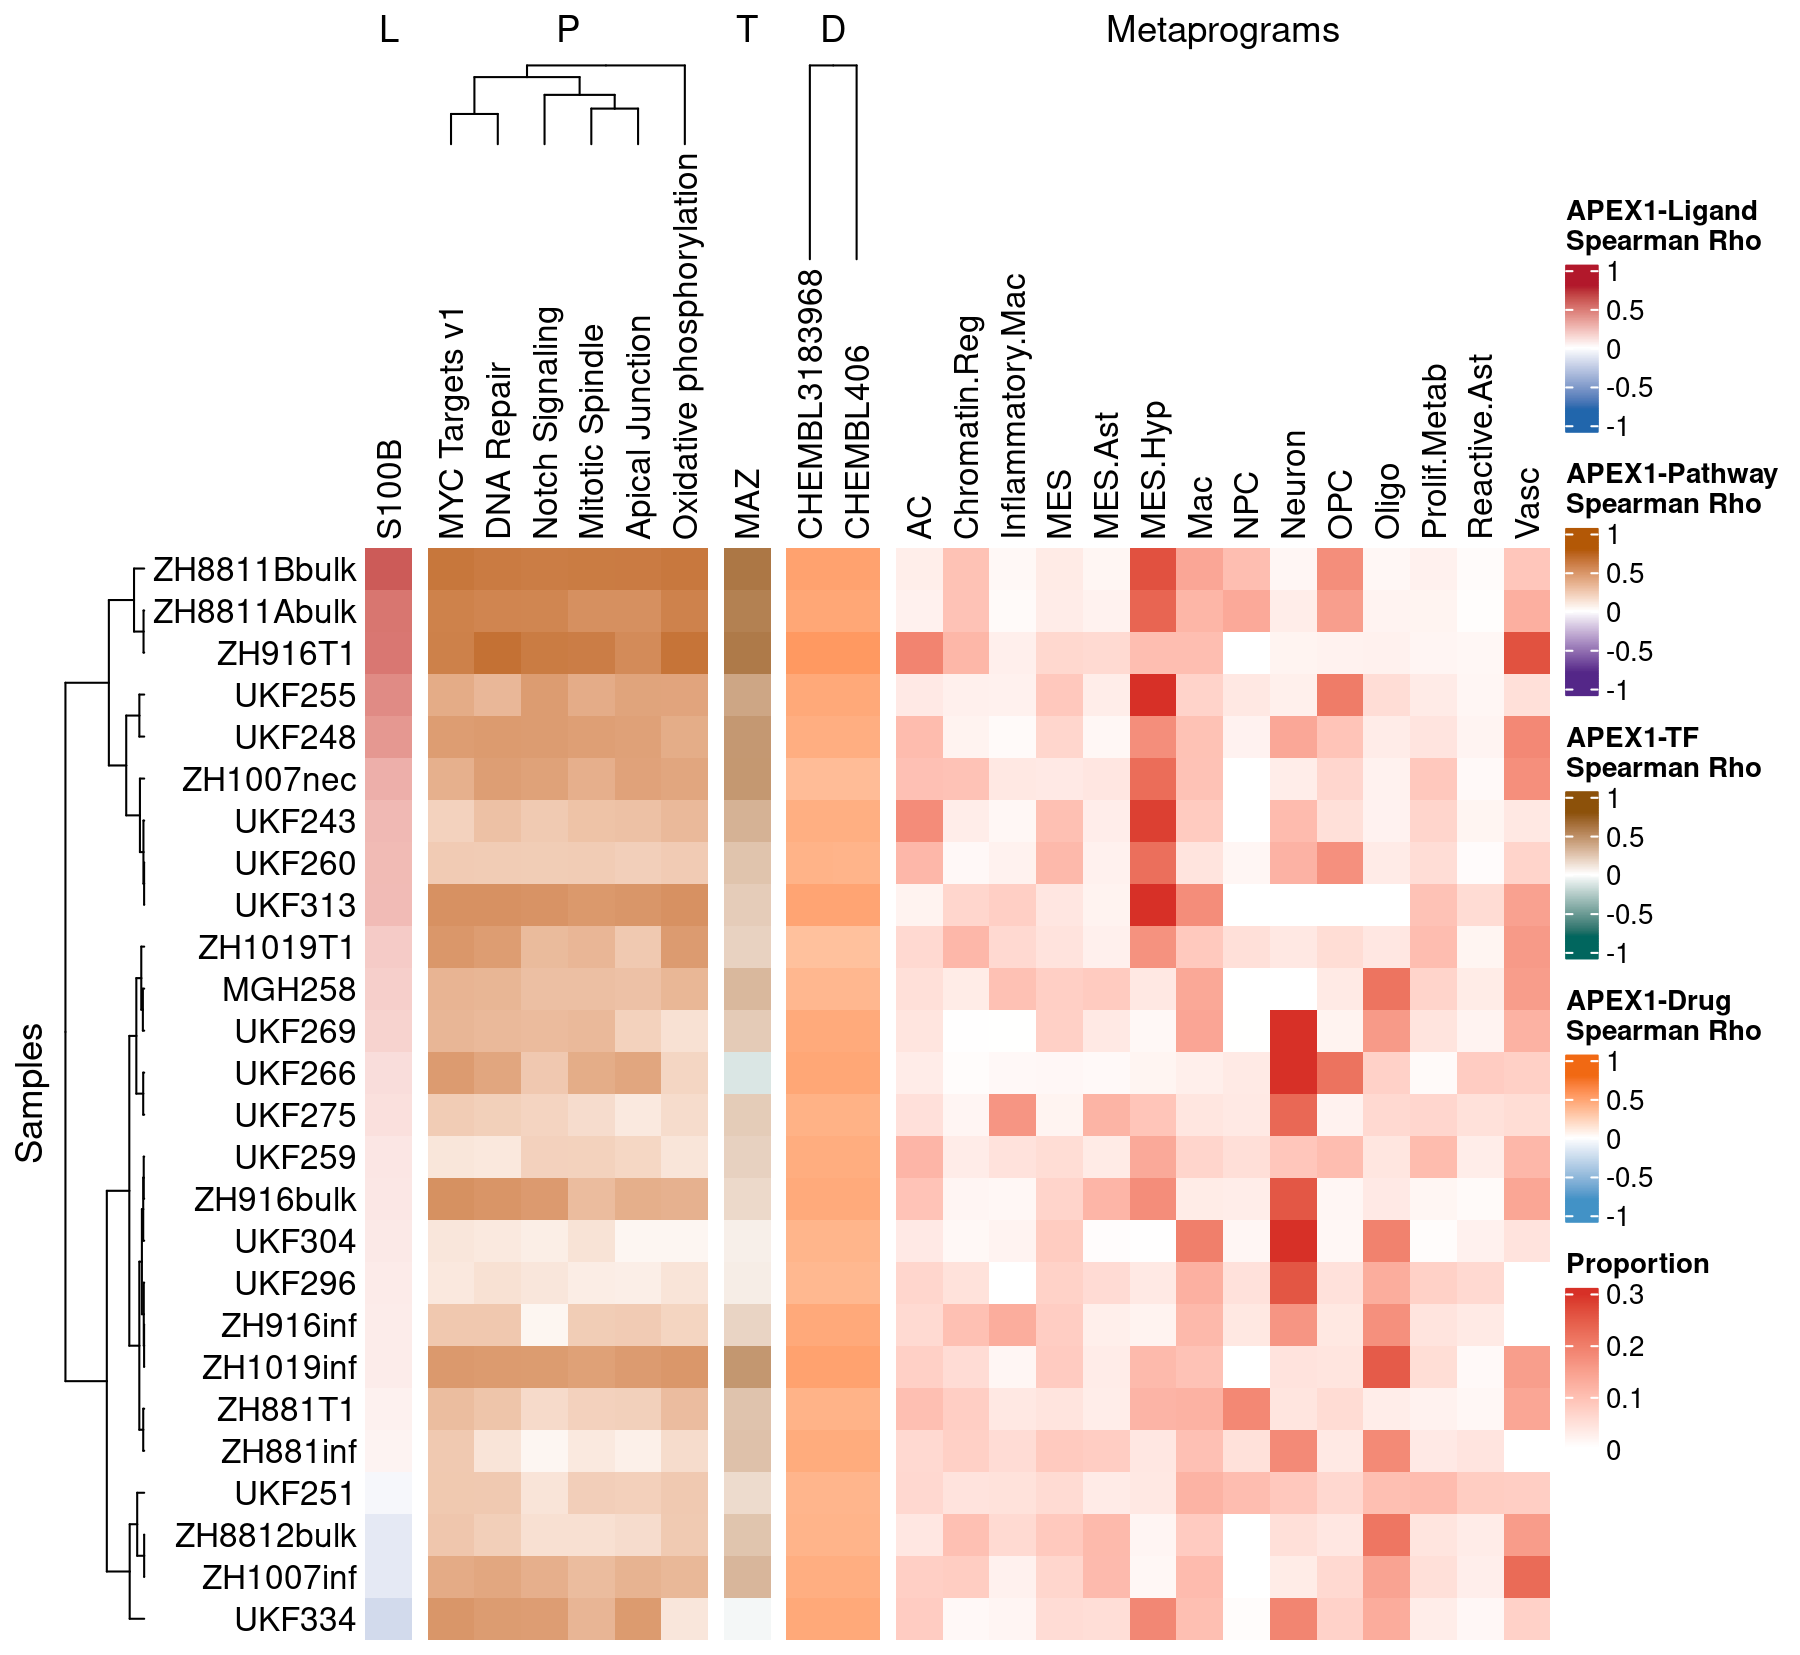 L P T D Metaprograms
S100B
MYC Targets v1
DNA Repair
Notch Signaling
Mitotic Spindle
Apical Junction
Oxidative phosphorylation
MAZ
CHEMBL3183968
CHEMBL406
AC
Chromatin.Reg
Inflammatory.Mac
MES
MES.Ast
MES.Hyp
Mac
NPC
Neuron
OPC
Oligo
Prolif.Metab
Reactive.Ast
Vasc
Samples
ZH8811Bbulk
ZH8811Abulk
ZH916T1
UKF255
UKF248
ZH1007nec
UKF243
UKF260
UKF313
ZH1019T1
MGH258
UKF269
UKF266
UKF275
UKF259
ZH916bulk
UKF304
UKF296
ZH916inf
ZH1019inf
ZH881T1
ZH881inf
UKF251
ZH8812bulk
ZH1007inf
UKF334
APEX1-Ligand
Spearman Rho
1
0.5
0
-0.5
-1
APEX1-Pathway
Spearman Rho
1
0.5
0
-0.5
-1
APEX1-TF
Spearman Rho
1
0.5
0
-0.5
-1
APEX1-Drug
Spearman Rho
1
0.5
0
-0.5
-1
Proportion
0.3
0.2
0.1
0